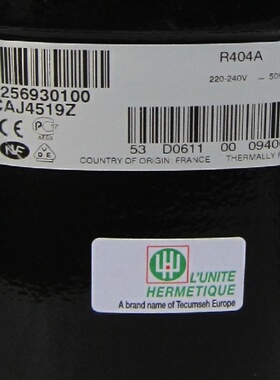 R404A
256930100
220-240V ~ 50
CAJ4519Z
53 D0611 00 0940
COUNTRY OF ORIGIN: FRANCE THERMALLY P
L'UNITE
HERMETIQUE
A brand name of Tecumseh Europe